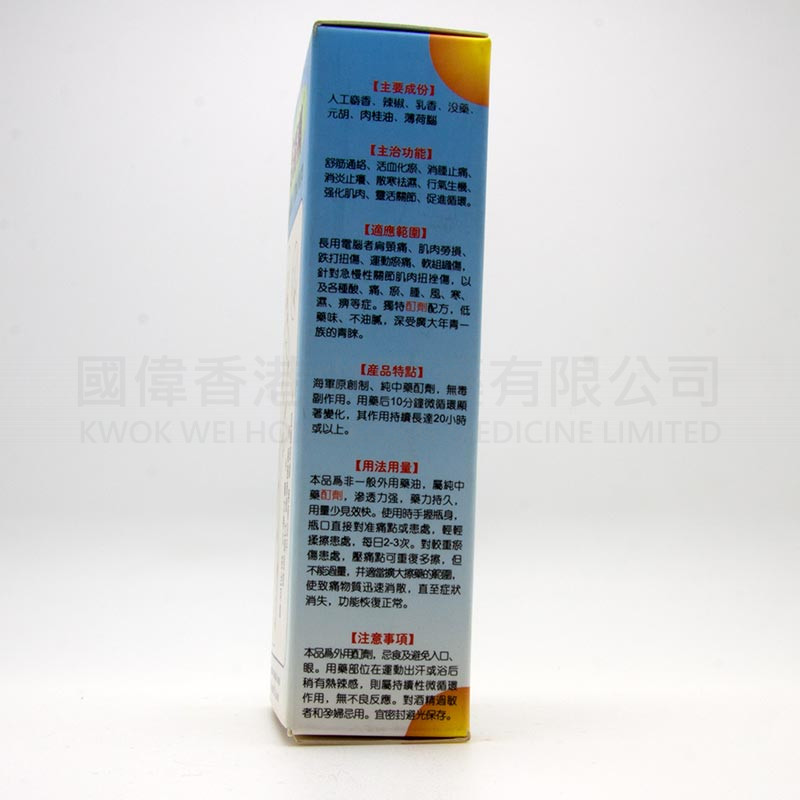 【主要成份】
人工麝香、辣椒、乳香、没藥、
元胡、肉桂油、薄荷腦
【主治功能】
舒筋通絡、活血化瘀、消腫止痛、
消炎止癢、散寒祛濕、行氣生機、
强化肌肉、靈活關節、促進循環。
【適應範圍】
長用電腦者肩頸痛、肌肉勞損、
跌打扭傷、運動瘀痛、軟組織傷,
針對急慢性關節肌肉扭挫傷, 以
及各種酸、痛、瘀、腫、風、寒、
濕、痹等症。獨特酊劑配方, 低
藥味、不油膩, 深受廣大年青一
族的青睞。
國偉香港
藥有限公司
【産品特點】
海軍原創制、純中藥酊劑, 無毒
副作用。用藥后10分鐘微循環顯
著變化, 其作用持續長達20小時
或以上。
KWOK WEI HO
EDICINE LIMITED
【用法用量】
本品爲非一般外用藥油, 屬純中
藥酊劑, 滲透力强, 藥力持久,
用量少見效快。使用時手握瓶身,
瓶口直接對准痛點或患處, 輕輕
揉擦患處, 每日2-3次。對較重瘀
傷患處, 壓痛點可重復多擦, 但
不能過量, 并適當擴大擦藥的範圍,
使致痛物質迅速消散, 直至症狀
消失, 功能恢復正常。
【注意事項】
本品爲外用酊劑, 忌食及避免入口、
眼。用藥部位在運動出汗或浴后
稍有熱辣感, 則屬持續性微循環
作用, 無不良反應。對酒精過敏
者和孕婦忌用。宜密封避光保存。